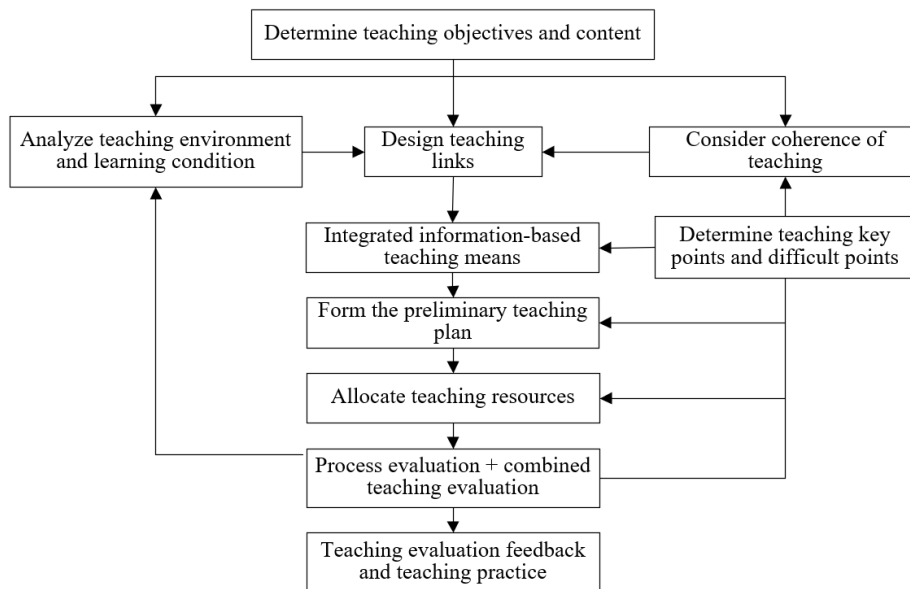 Determine teaching objectives and content
Analyze teaching environment
and learning condition
Design teaching
links
Consider coherence of
teaching
Integrated information-based
teaching means
Determine teaching key
points and difficult points
Form the preliminary teaching
plan
Allocate teaching resources
Process evaluation + combined
teaching evaluation
Teaching evaluation feedback
and teaching practice